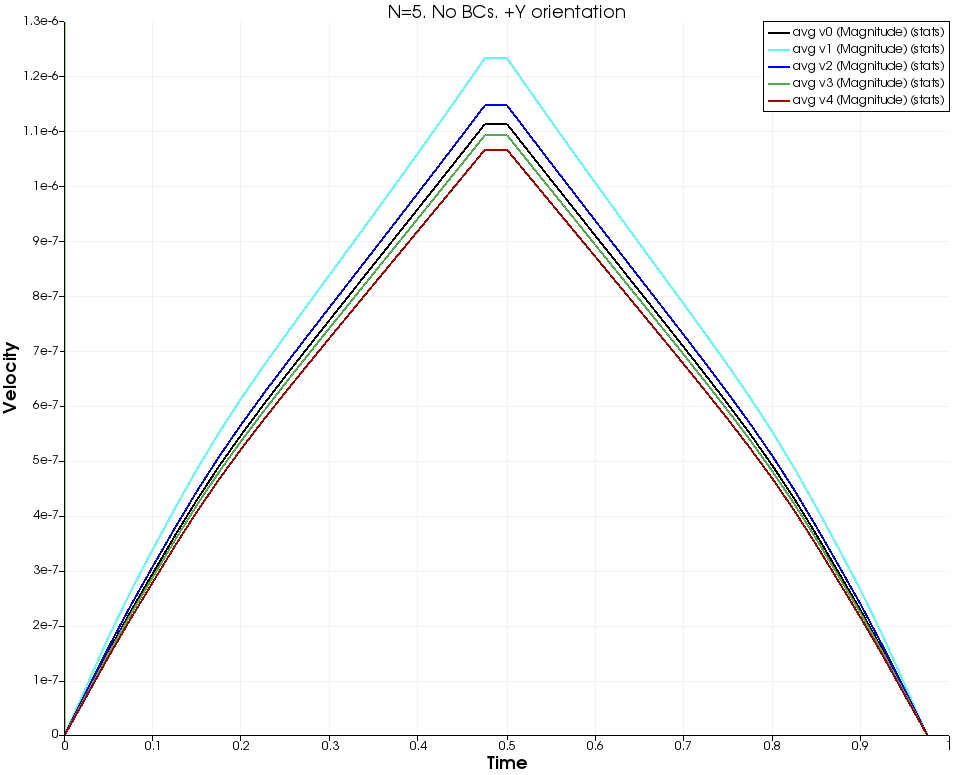 N=5. No BCs. +Y orientation
1.3e-6
1.2e-6
1.1e-6
1e-6
9e-7
8e-7
7e-7
6e-7
5e-7
4e-7
3e-7
2e-7
1e-7
0
Velocity
avg v0 (Magnitude) (stats)
avg v1 (Magnitude) (stats)
avg v2 (Magnitude) (stats)
avg v3 (Magnitude) (stats)
avg v4 (Magnitude) (stats)
0 0.1 0.2 0.3 0.4 0.5 0.6 0.7 0.8 0.9 1
Time